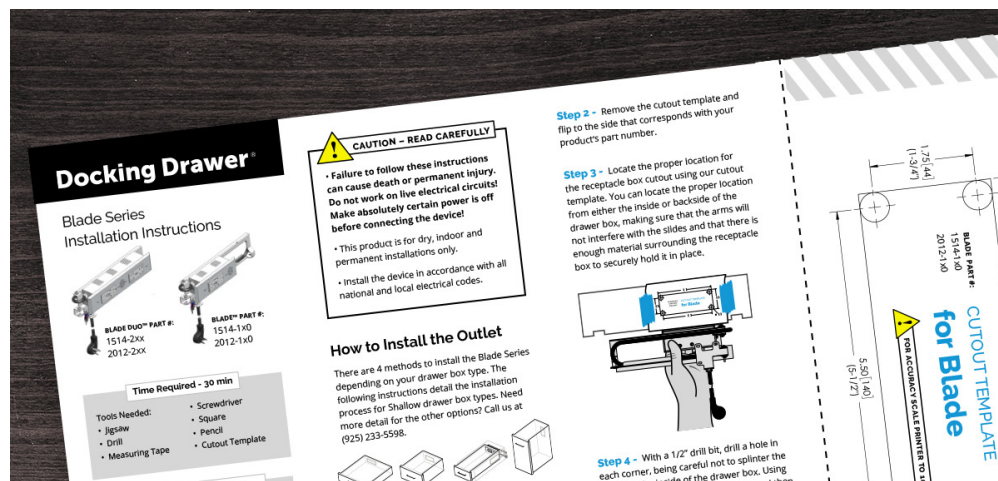 Docking Drawer®
Blade Series
Installation Instructions
BLADE DUO™ PART #:
1514-2xx
2012-2xx
BLADE™ PART #:
1514-1x0
2012-1x0
Time Required - 30 min
Tools Needed:
• Jigsaw
• Drill
• Measuring Tape
• Screwdriver
• Square
• Pencil
• Cutout Template
CAUTION – READ CAREFULLY
• Failure to follow these instructions
can cause death or permanent injury.
Do not work on live electrical circuits!
Make absolutely certain power is off
before connecting the device!
• This product is for dry, indoor and
permanent installations only.
• Install the device in accordance with all
national and local electrical codes.
How to Install the Outlet
There are 4 methods to install the Blade Series
depending on your drawer box type. The
following instructions detail the installation
process for Shallow drawer box types. Need
more detail for the other options? Call us at
(925) 233-5598.
Step 2 - Remove the cutout template and
flip to the side that corresponds with your
product's part number.
Step 3 - Locate the proper location for
the receptacle box cutout using our cutout
template. You can locate the proper location
from either the inside or backside of the
drawer box, making sure that the arms will
not interfere with the slides and that there is
enough material surrounding the receptacle
box to securely hold it in place.
for Blade
Step 4 - With a 1/2" drill bit, drill a hole in
each corner, being careful not to splinter the
side of the drawer box. Using
1.75 [44]
(1-3/4")
5.50 [140]
(5-1/2")
BLADE PART #:
1514-1x0
2012-1x0
CUTOUT TEMPLATE
for Blade
FOR ACCURACY SCALE PRINTER TO